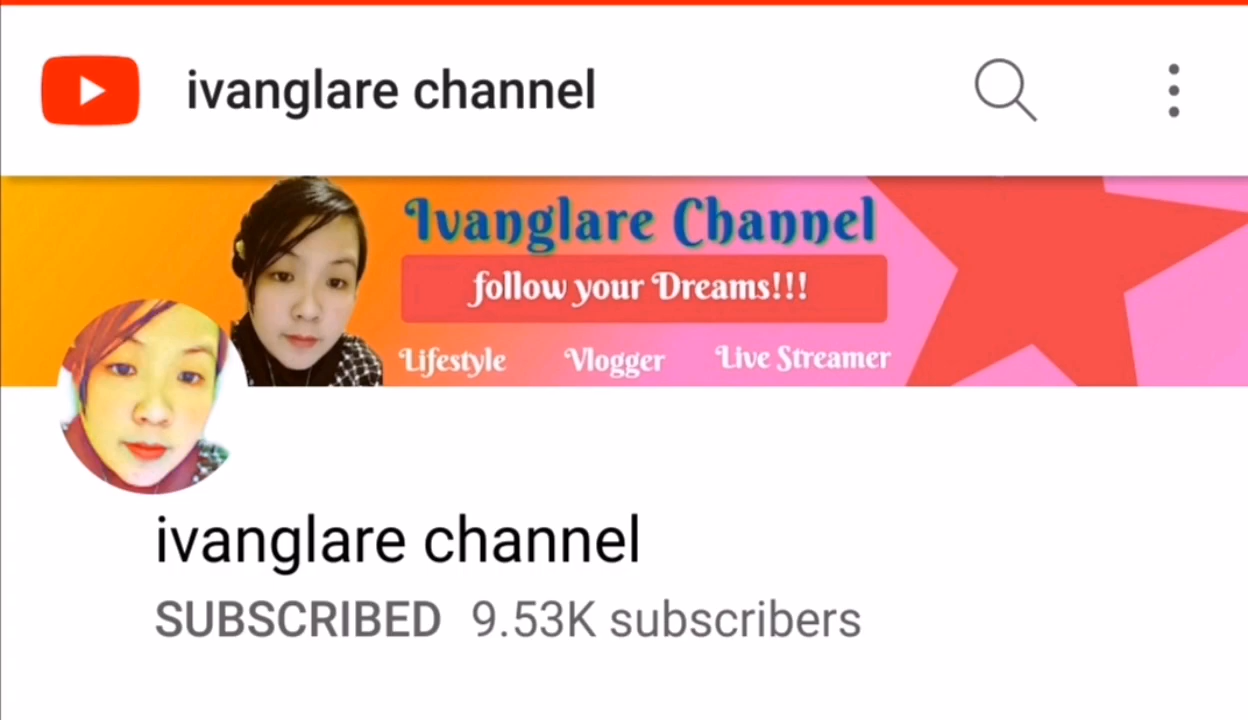 ivanglare channel
Ivanglare Channel
follow your Dreams!!!
Lifestyle Vlogger Live Streamer
ivanglare channel
SUBSCRIBED 9.53K subscribers